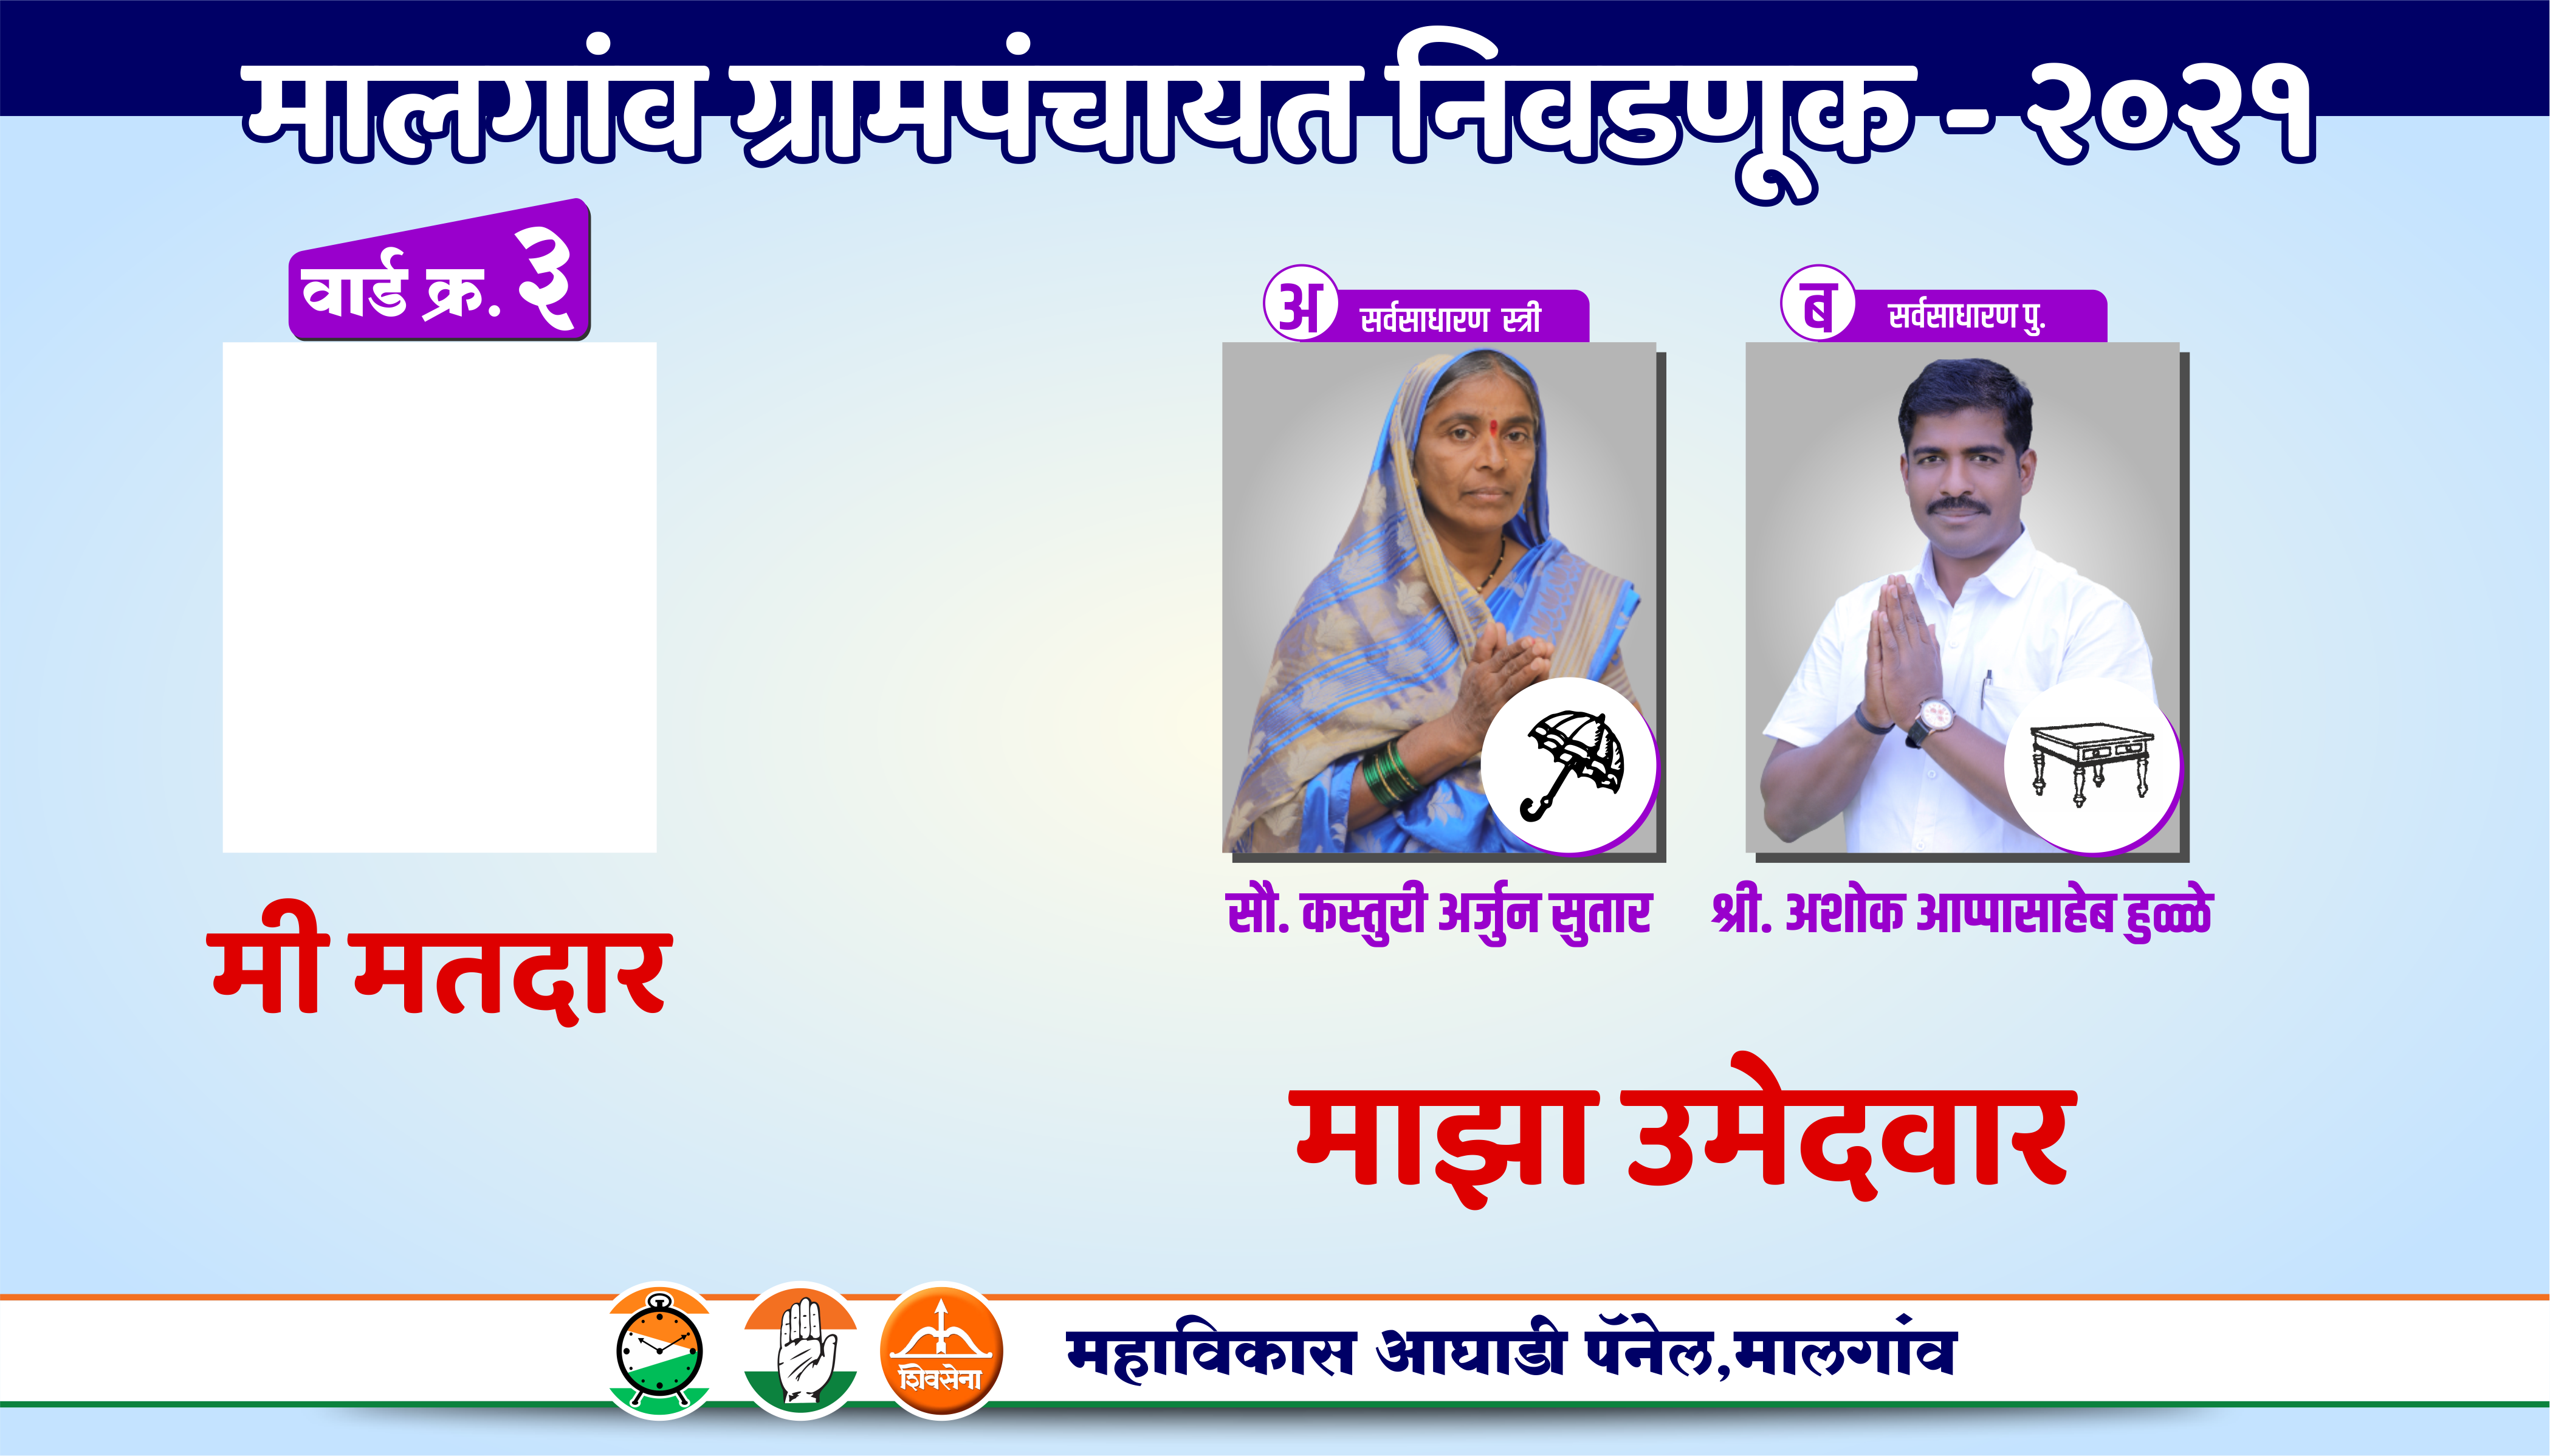 मालगांव ग्रामपंचायत निवडणूक - २०२१
वार्ड क्र. ३
अ सर्वसाधारण स्त्री
ब सर्वसाधारण पु.
सौ. कस्तुरी अर्जुन सुतार
श्री. अशोक आप्पासाहेब हुळ्ळे
मी मतदार
माझा उमेदवार
शिवसेना
महाविकास आघाडी पॅनेल,मालगांव